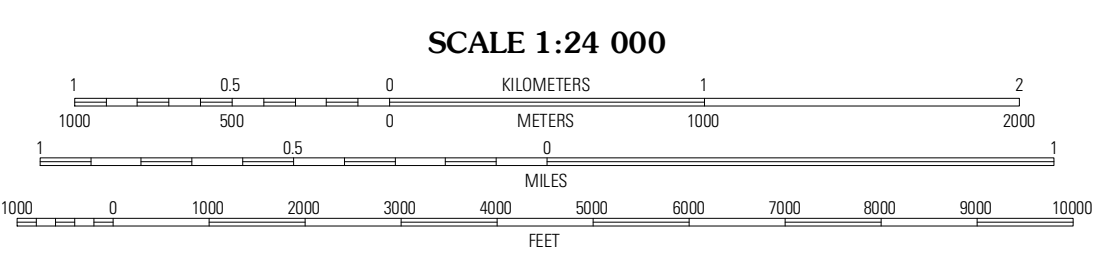 SCALE 1:24 000
1 0.5 0 KILOMETERS 1 2
1000 500 0 METERS 1000 2000
1 0.5 0 1
MILES
1000 0 1000 2000 3000 4000 5000 6000 7000 8000 9000 10000
FEET